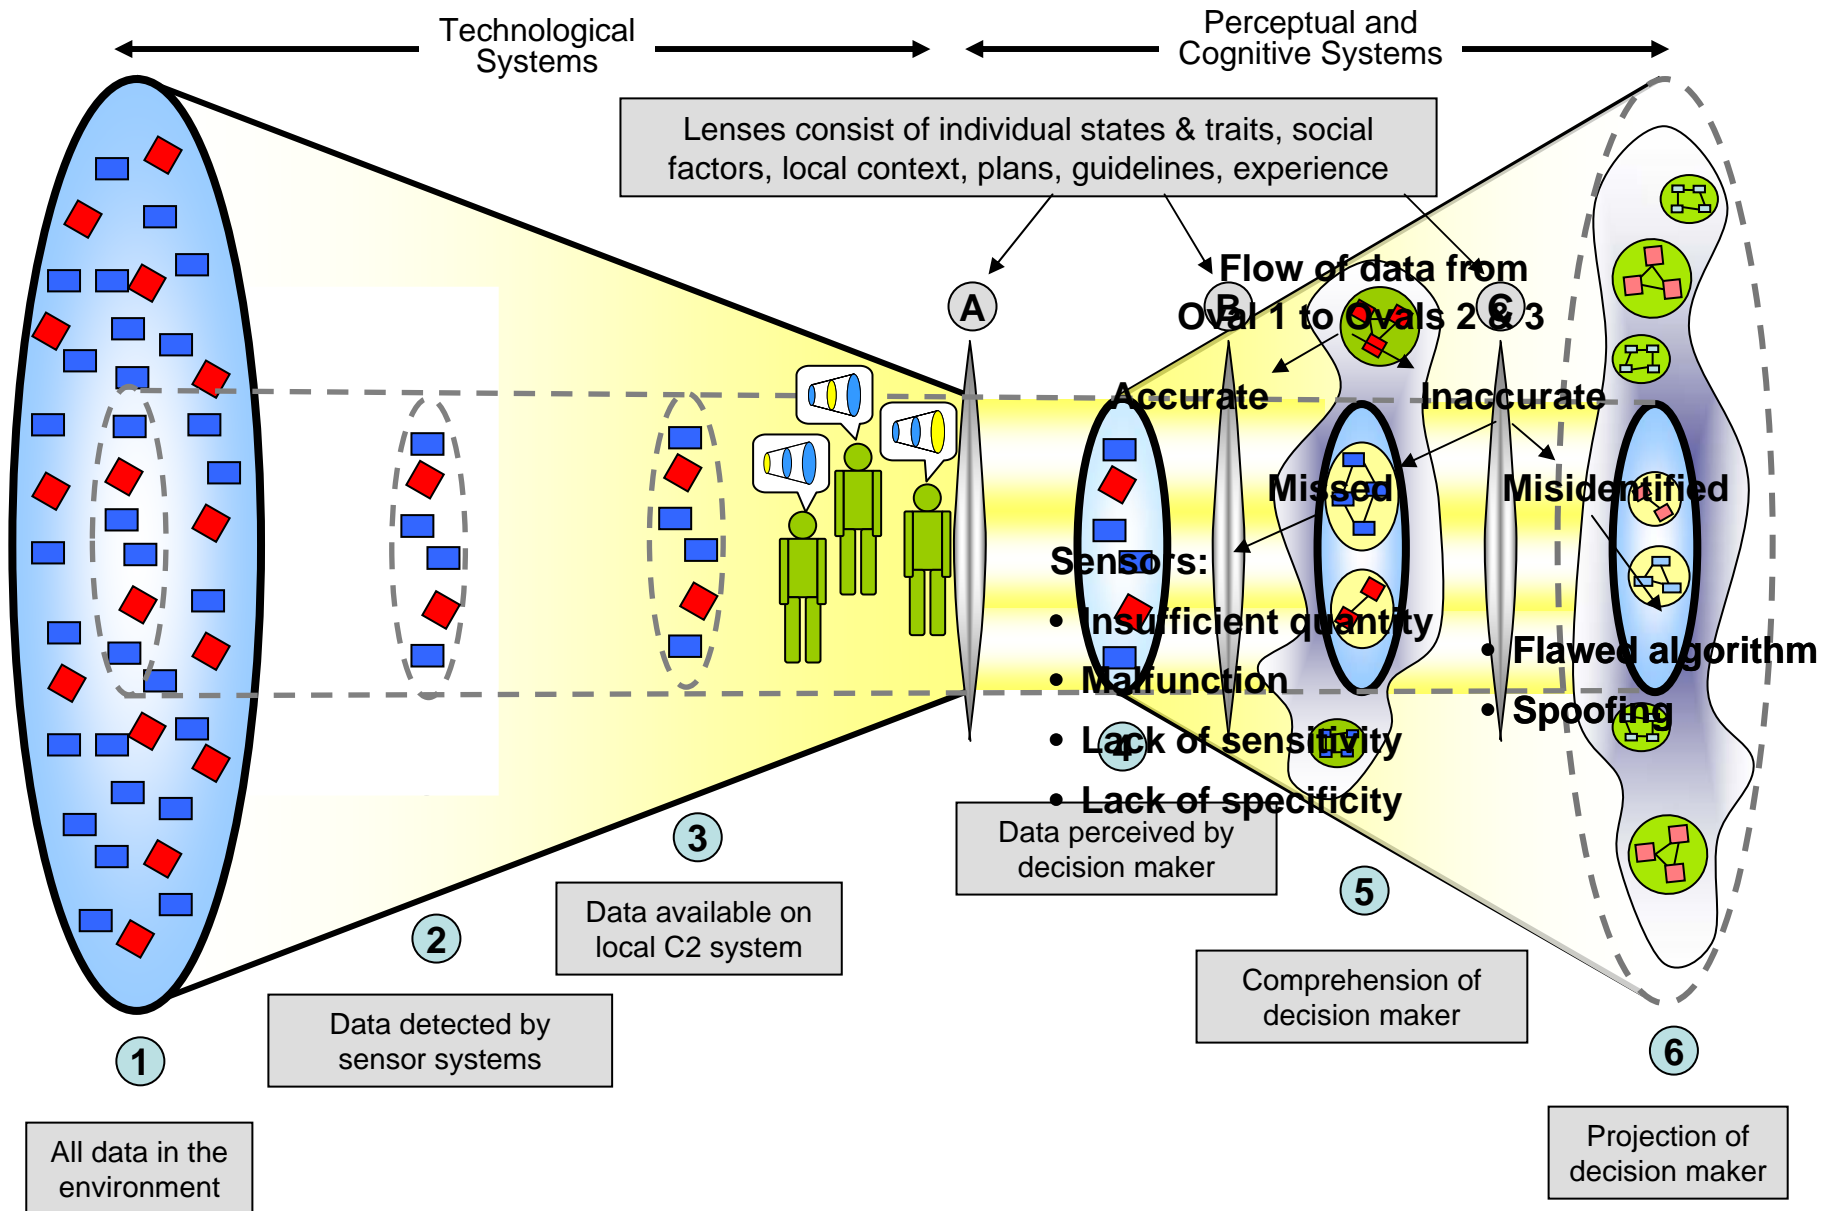 Technological
Systems
Perceptual and
Cognitive Systems
Lenses consist of individual states & traits, social
factors, local context, plans, guidelines, experience
A
B
C
Flow of data from
Oval 1 to Ovals 2 & 3
Accurate
Inaccurate
Missed
Misidentified
Sensors:
• Insufficient quantity
• Malfunction
• Lack of sensitivity
• Lack of specificity
• Flawed algorithm
• Spoofing
1
All data in the
environment
2
Data detected by
sensor systems
3
Data available on
local C2 system
4
Data perceived by
decision maker
5
Comprehension of
decision maker
6
Projection of
decision maker